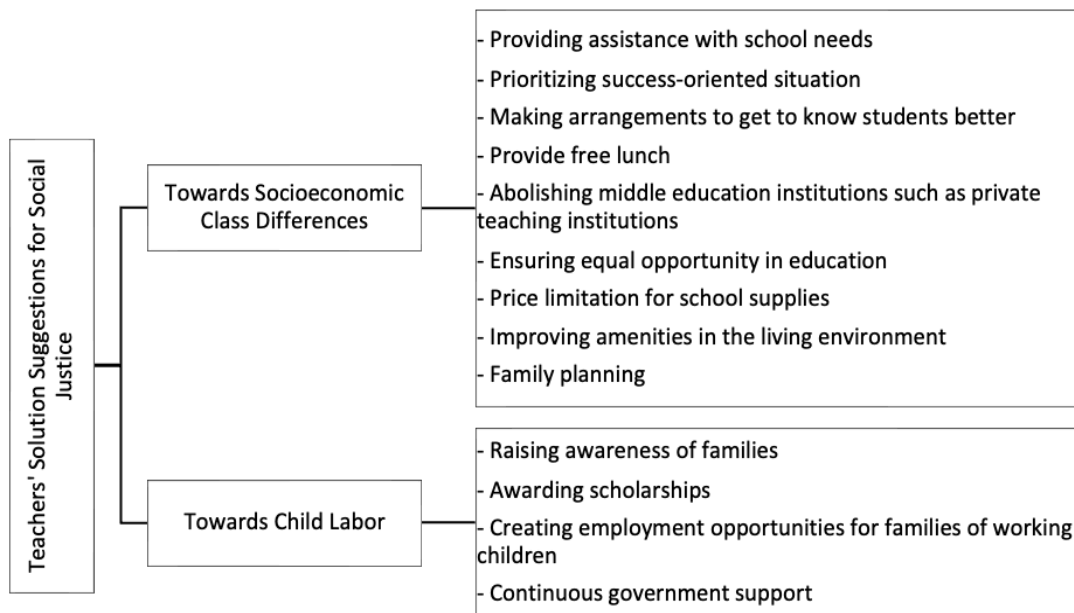 Teachers' Solution Suggestions for Social
Justice
Towards Socioeconomic
Class Differences
- Providing assistance with school needs
- Prioritizing success-oriented situation
- Making arrangements to get to know students better
- Provide free lunch
- Abolishing middle education institutions such as private
teaching institutions
- Ensuring equal opportunity in education
- Price limitation for school supplies
- Improving amenities in the living environment
- Family planning
Towards Child Labor
- Raising awareness of families
- Awarding scholarships
- Creating employment opportunities for families of working
children
- Continuous government support